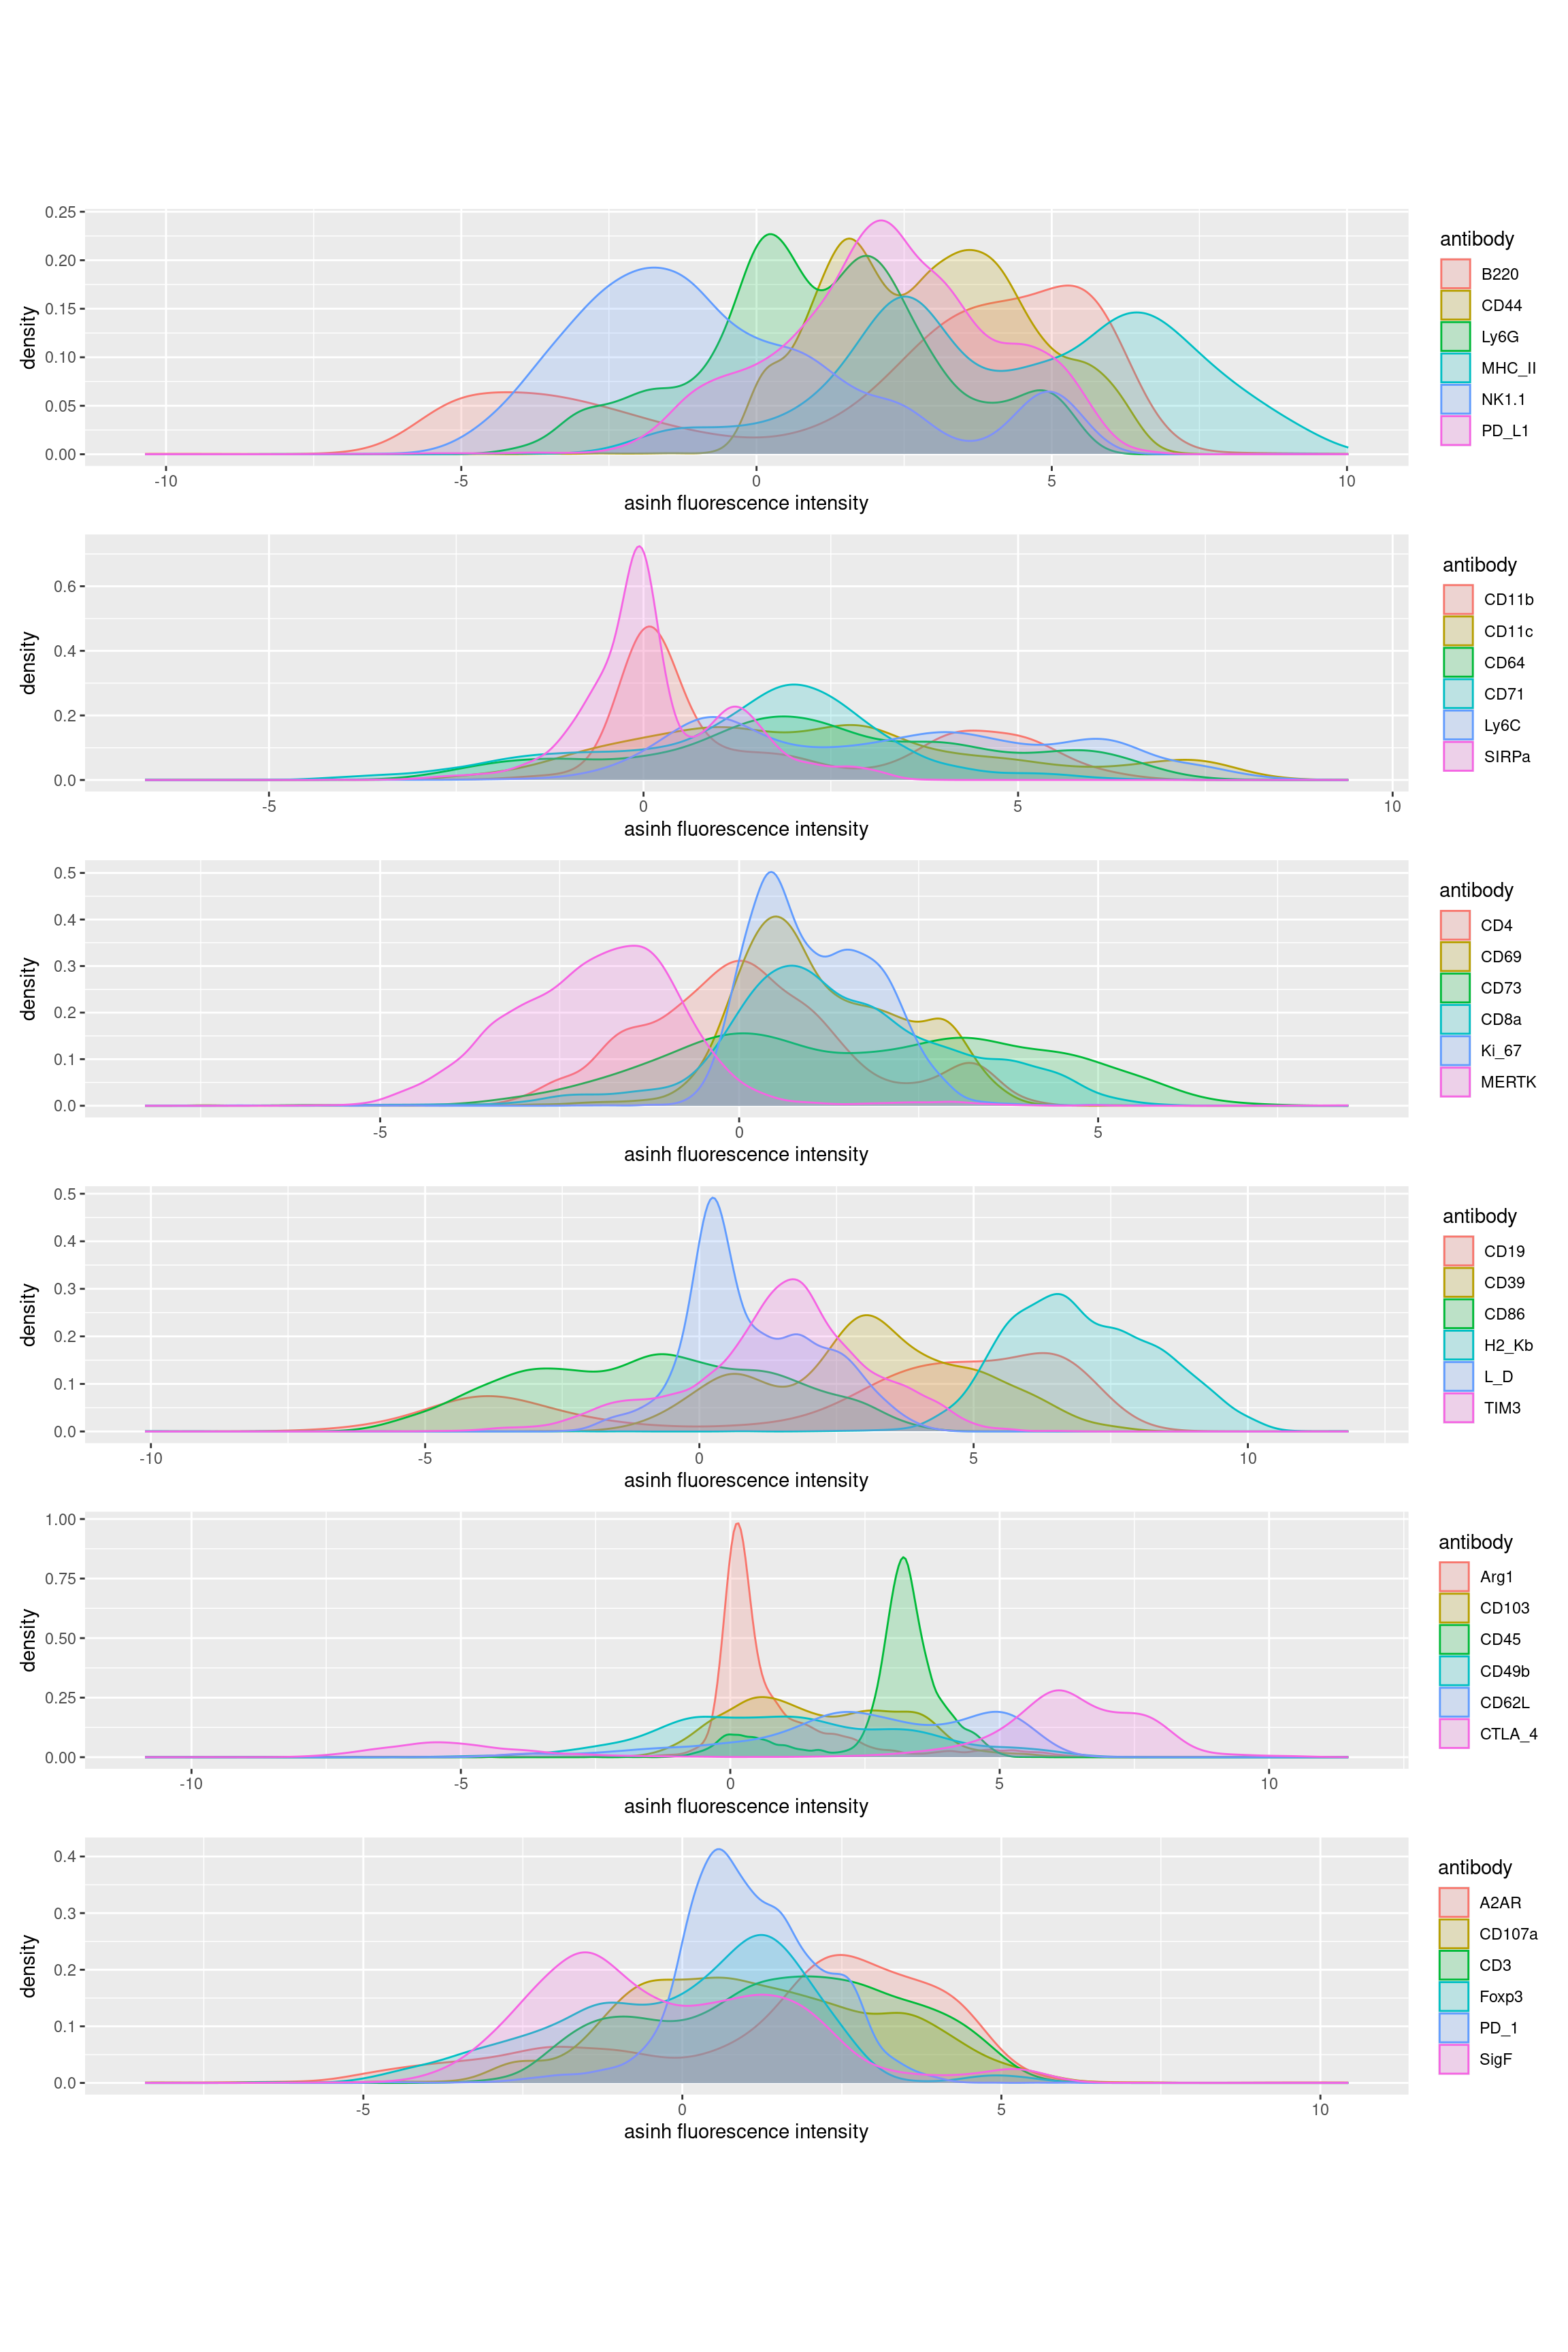 0.25
0.20
0.15
0.10
0.05
0.00
density
-10 -5 0 5 10
asinh fluorescence intensity
antibody
B220
CD44
Ly6G
MHC_II
NK1.1
PD_L1
0.6
0.4
0.2
0.0
density
-5 0 5 10
asinh fluorescence intensity
antibody
CD11b
CD11c
CD64
CD71
Ly6C
SIRPa
0.5
0.4
0.3
0.2
0.1
0.0
density
-5 0 5
asinh fluorescence intensity
antibody
CD4
CD69
CD73
CD8a
Ki_67
MERTK
0.5
0.4
0.3
0.2
0.1
0.0
density
-10 -5 0 5 10
asinh fluorescence intensity
antibody
CD19
CD39
CD86
H2_Kb
L_D
TIM3
1.00
0.75
0.50
0.25
0.00
density
-10 -5 0 5 10
asinh fluorescence intensity
antibody
Arg1
CD103
CD45
CD49b
CD62L
CTLA_4
0.4
0.3
0.2
0.1
0.0
density
-5 0 5 10
asinh fluorescence intensity
antibody
A2AR
CD107a
CD3
Foxp3
PD_1
SigF